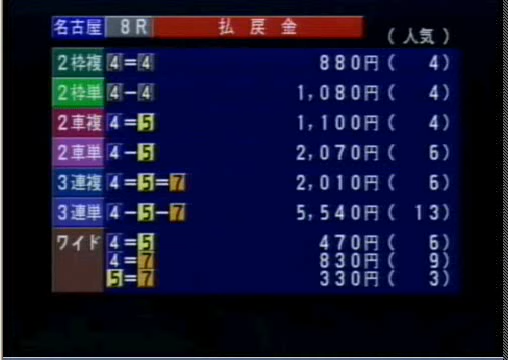 名古屋 8R 払戻金 (人気)
2枠複 4=4 880円( 4)
2枠単 4-4 1,080円( 4)
2車複 4=5 1,100円( 4)
2車単 4-5 2,070円( 6)
3連複 4=5=7 2,010円( 6)
3連単 4-5-7 5,540円( 13)
ワイド 4=5 470円( 6)
4=7 830円( 9)
5=7 330円( 3)